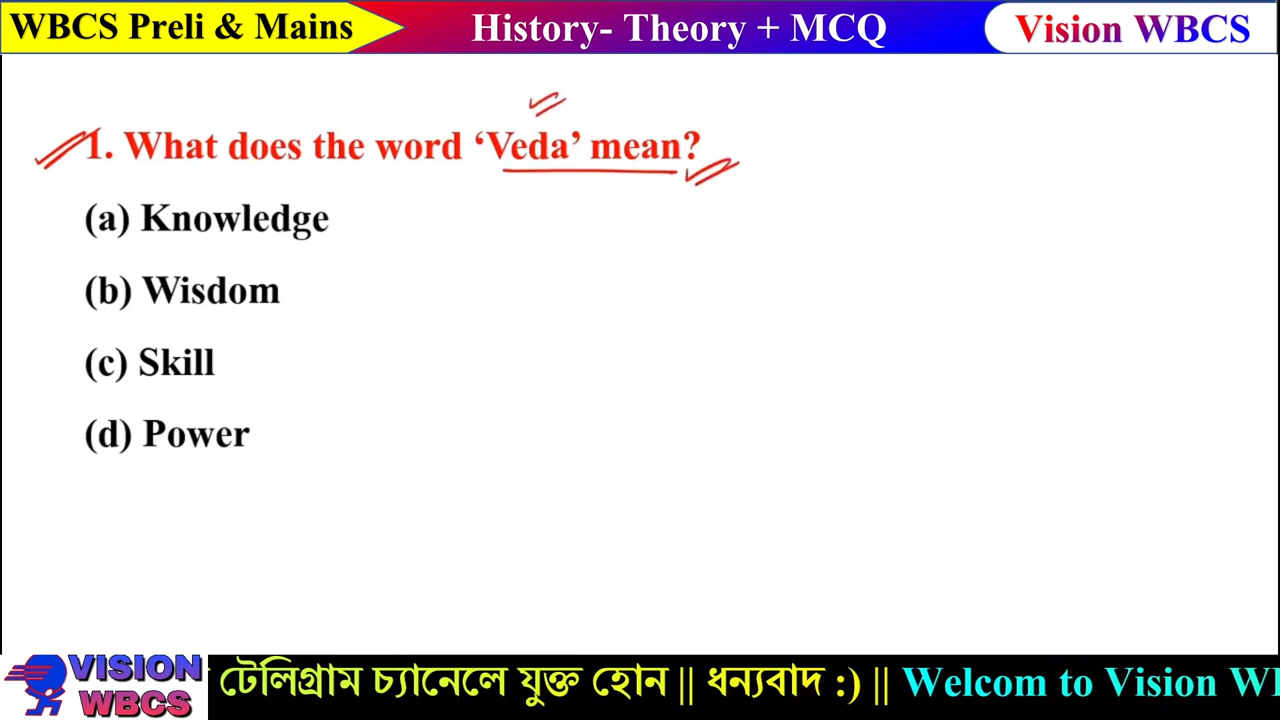 WBCS Preli & Mains
History- Theory + MCQ
Vision WBCS
1. What does the word ‘Veda’ mean?
(a) Knowledge
(b) Wisdom
(c) Skill
(d) Power
VISION
WBCS
টেলিগ্রাম চ্যানেলে যুক্ত হোন || ধন্যবাদ :) || Welcom to Vision